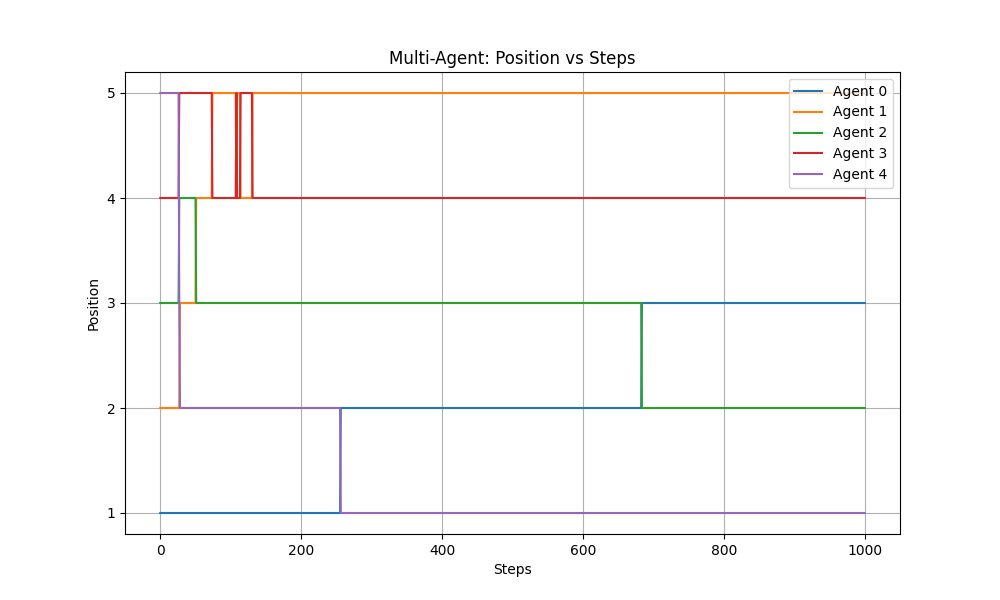 Multi-Agent: Position vs Steps
5
4
3
2
1
Position
0
200
400
600
800
1000
Steps
Agent 0
Agent 1
Agent 2
Agent 3
Agent 4